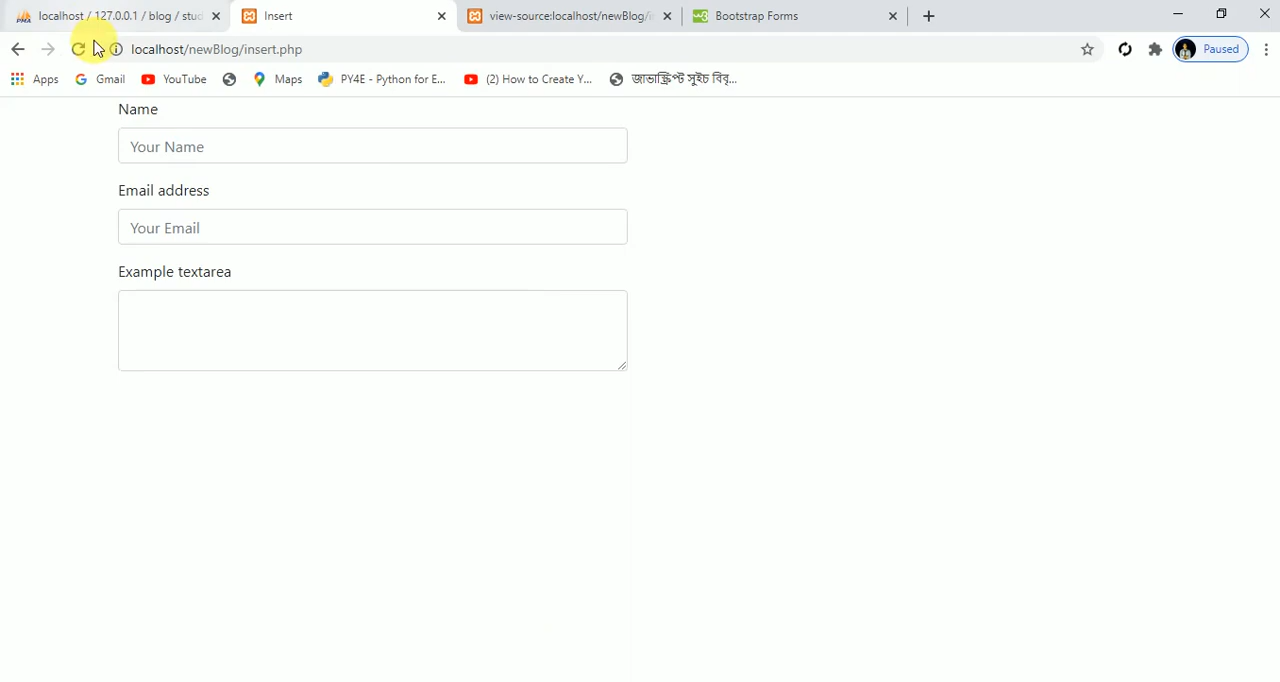 localhost / 127.0.0.1 / blog / stud
Insert
view-source:localhost/newBlog/i
Bootstrap Forms
localhost/newBlog/insert.php
Paused
Apps
Gmail
YouTube
Maps
PY4E - Python for E...
(2) How to Create Y...
জাভাস্ক্রিপ্ট সুইচ বিবৃ...
Name
Your Name
Email address
Your Email
Example textarea